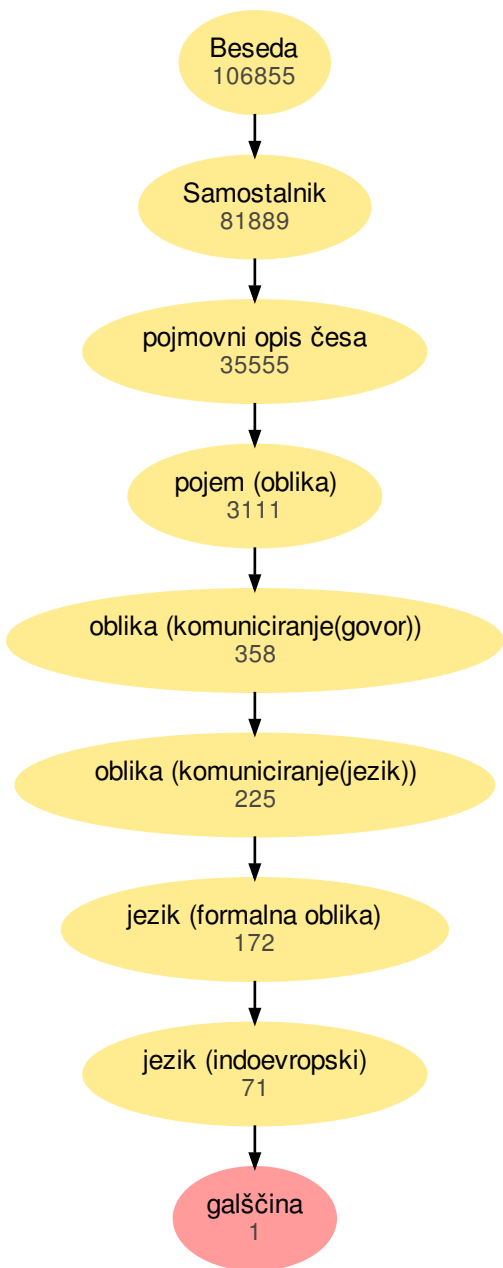 Beseda
106855
Samostalnik
81889
pojmovni opis česa
35555
pojem (oblika)
3111
oblika (komuniciranje(govor))
358
oblika (komuniciranje(jezik))
225
jezik (formalna oblika)
172
jezik (indoevropski)
71
galščina
1